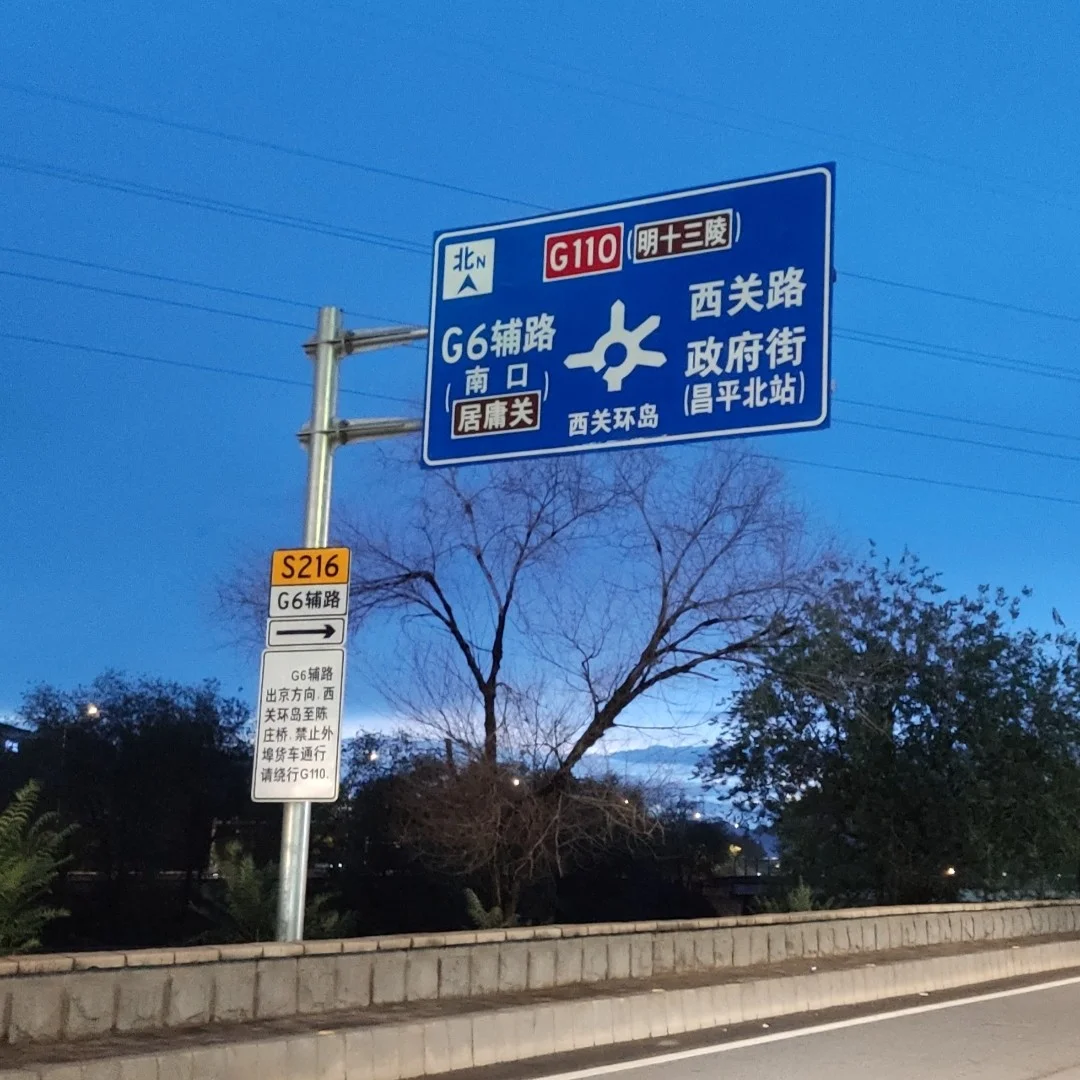 北N
G110(明十三陵)
西关路
G6辅路
(南口)
居庸关
政府街
(昌平北站)
西关环岛
S216
G6辅路
G6辅路
出京方向,西
关环岛至陈
庄桥,禁止外
埠货车通行
请绕行G110.